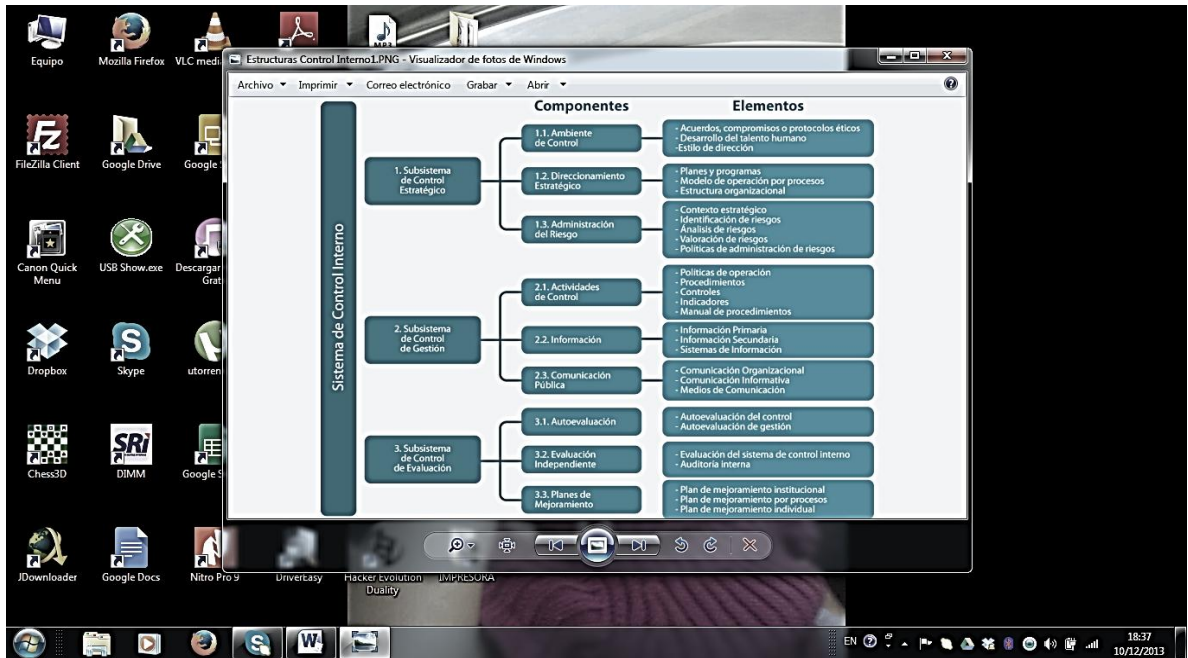 Equipo
Mozilla Firefox
VLC medi
MP3
FileZilla Client
Google Drive
Google
Canon Quick
Menu
USB Show.exe
Descargar
Grat
Dropbox
Skype
utorren
Chess3D
SRi
DIMM
Google S
JDownloader
Google Docs
Nitro Pro 9
DriverEasy
Hacker Evolution
Duality
IMPRESORA
Estructuras Control Interno1.PNG - Visualizador de fotos de Windows
Archivo Imprimir Correo electrónico Grabar Abrir
Componentes
Elementos
Sistema de Control Interno
1. Subsistema
de Control
Estratégico
1.1. Ambiente
de Control
- Acuerdos, compromisos o protocolos éticos
- Desarrollo del talento humano
-Estilo de dirección
1.2. Direccionamiento
Estratégico
- Planes y programas
- Modelo de operación por procesos
- Estructura organizacional
1.3. Administración
del Riesgo
- Contexto estratégico
- Identificación de riesgos
- Análisis de riesgos
- Valoración de riesgos
- Políticas de administración de riesgos
2. Subsistema
de Control
de Gestión
2.1. Actividades
de Control
- Políticas de operación
- Procedimientos
- Controles
- Indicadores
- Manual de procedimientos
2.2. Información
- Información Primaria
- Información Secundaria
- Sistemas de Información
2.3. Comunicación
Pública
- Comunicación Organizacional
- Comunicación Informativa
- Medios de Comunicación
3. Subsistema
de Control
de Evaluación
3.1. Autoevaluación
- Autoevaluación del control
- Autoevaluación de gestión
3.2. Evaluación
Independiente
- Evaluación del sistema de control interno
- Auditoría interna
3.3. Planes de
Mejoramiento
- Plan de mejoramiento institucional
- Plan de mejoramiento por procesos
- Plan de mejoramiento individual
EN
18:37
10/12/2013